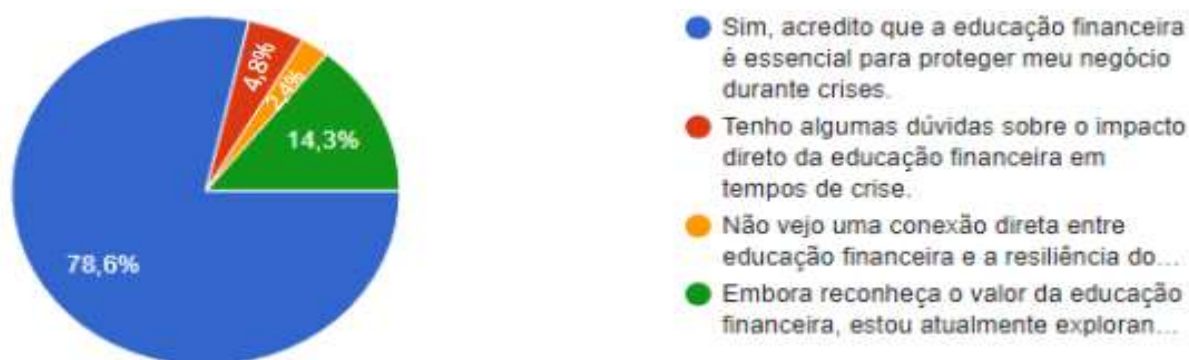 4,8%
2,4%
14,3%
78,6%
Sim, acredito que a educação financeira
é essencial para proteger meu negócio
durante crises.
Tenho algumas dúvidas sobre o impacto
direto da educação financeira em
tempos de crise.
Não vejo uma conexão direta entre
educação financeira e a resiliência do...
Embora reconheça o valor da educação
financeira, estou atualmente exploran...